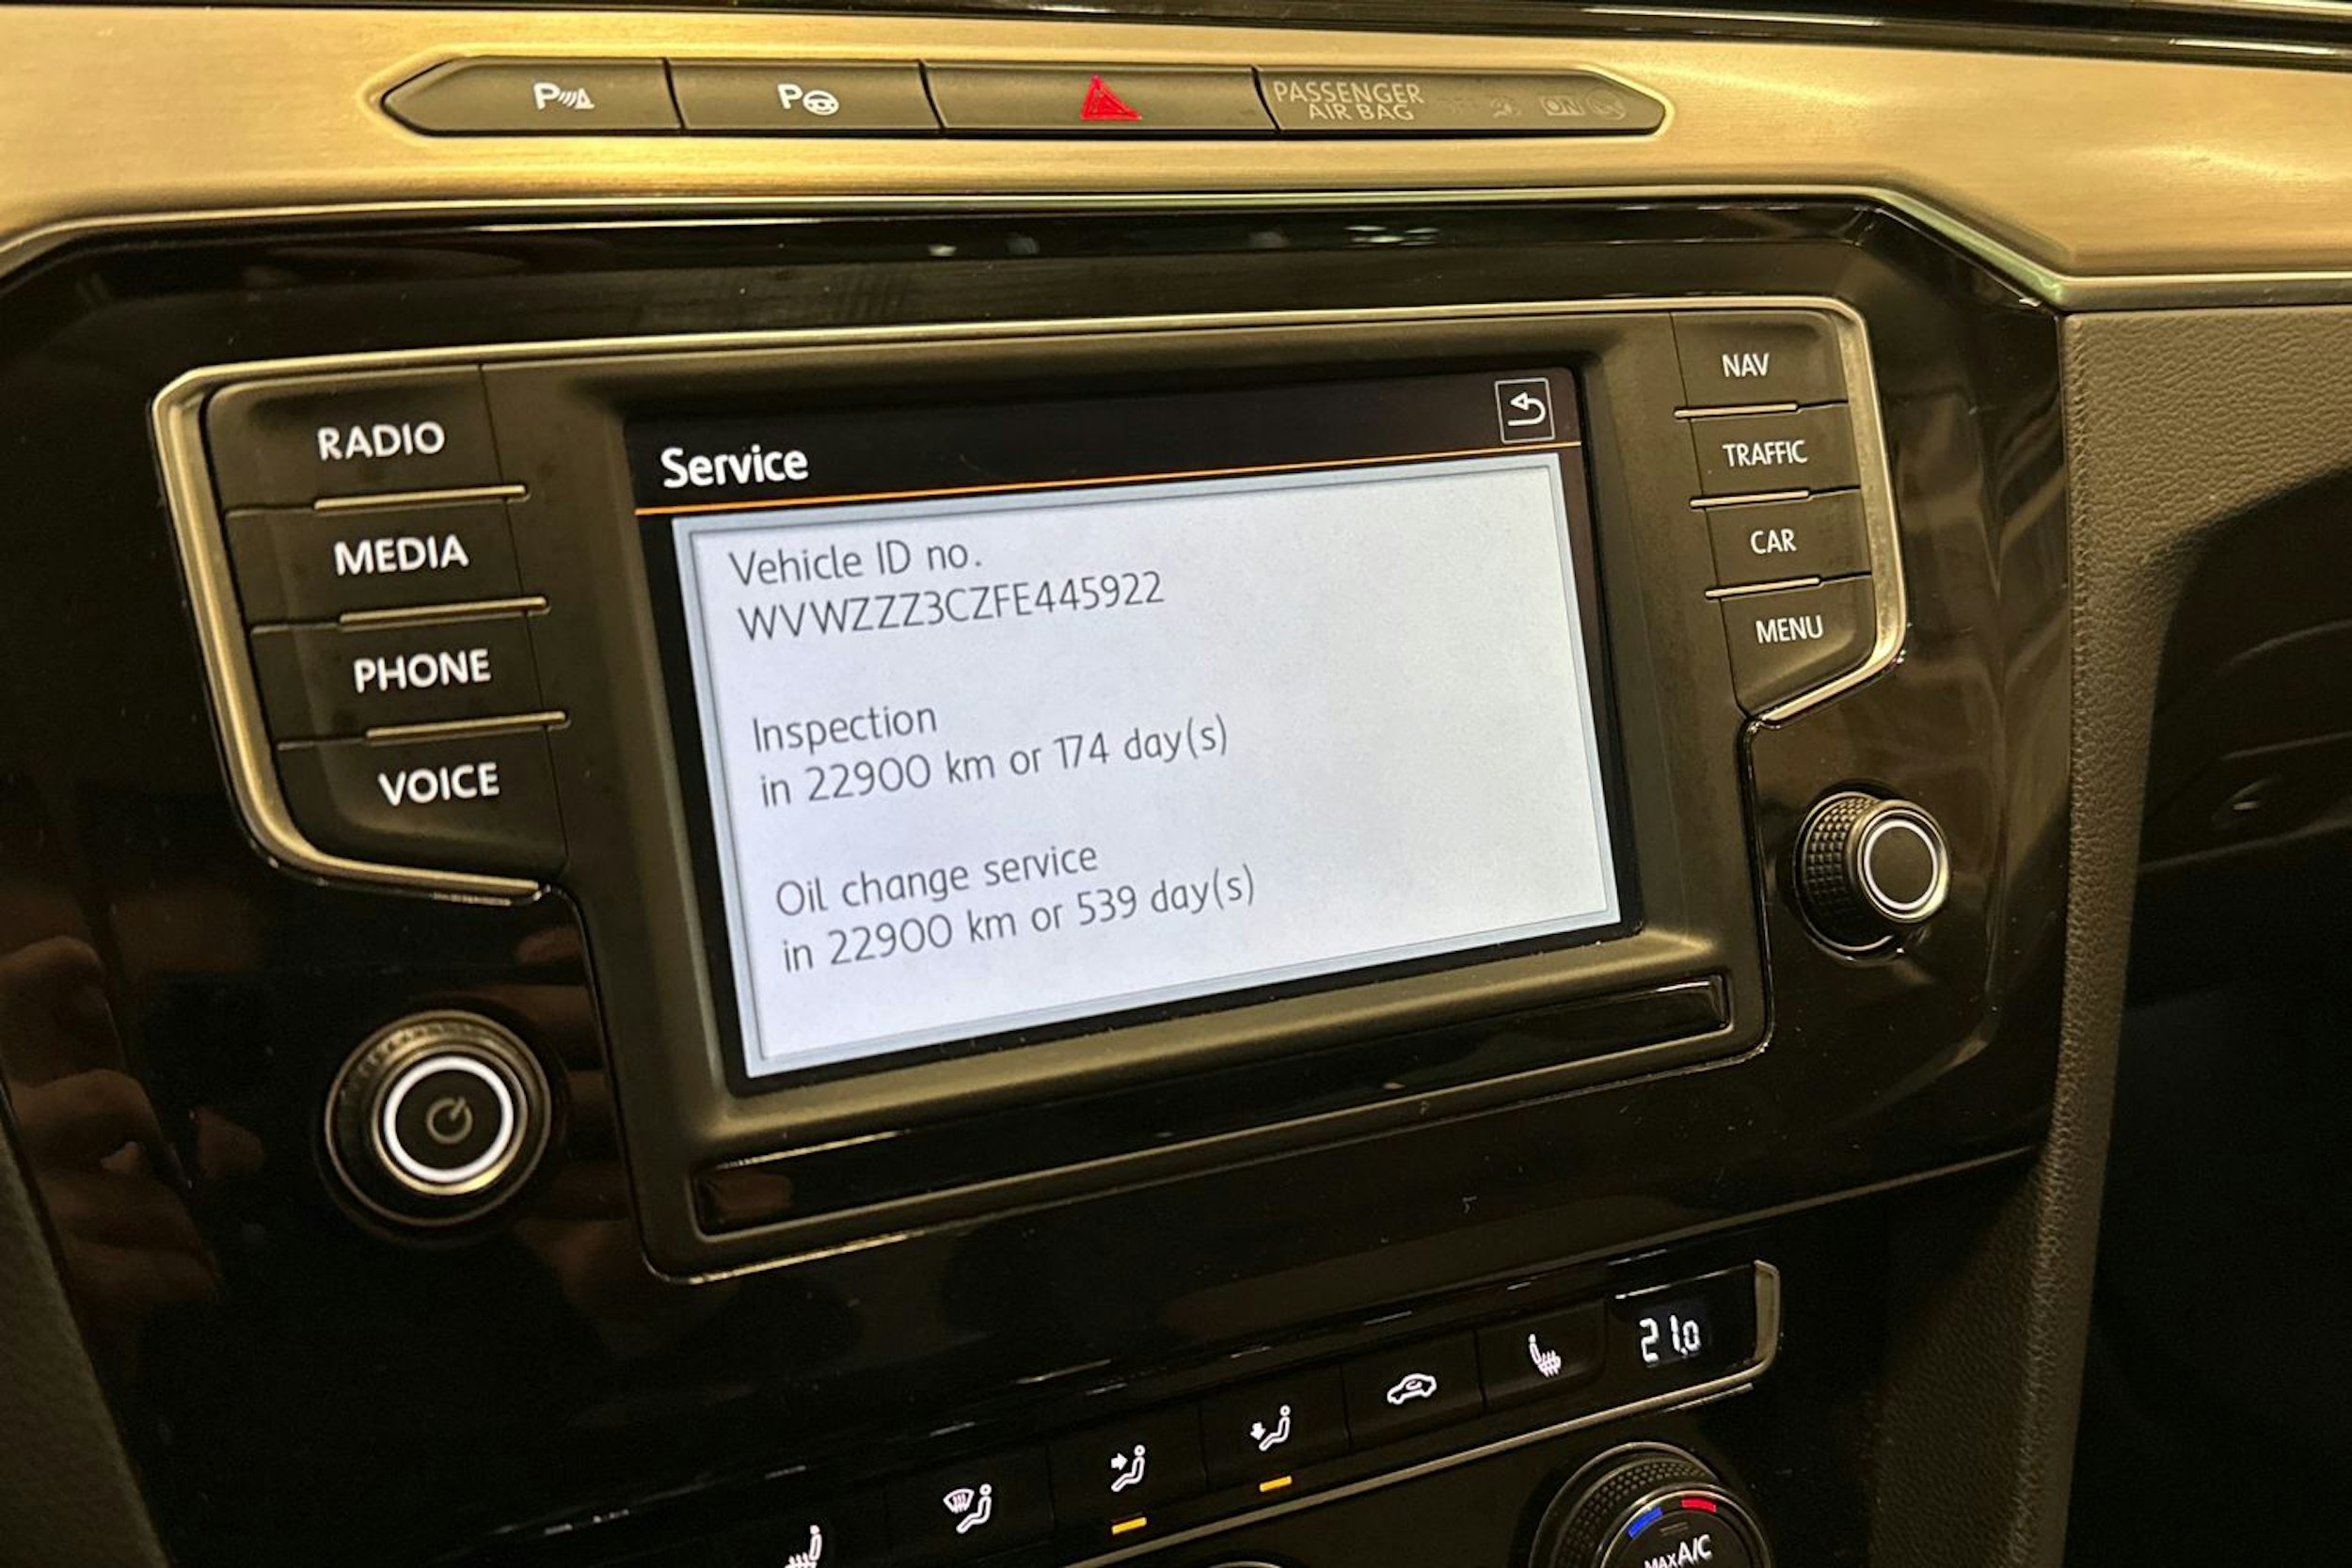 P
P
PASSENGER
AIR BAG
ON
RADIO
MEDIA
PHONE
VOICE
Service
Vehicle ID no.
WVWZZZ3CZFE445922
Inspection
in 22900 km or 174 day(s)
Oil change service
in 22900 km or 539 day(s)
NAV
TRAFFIC
CAR
MENU
21.0
MAX A/C